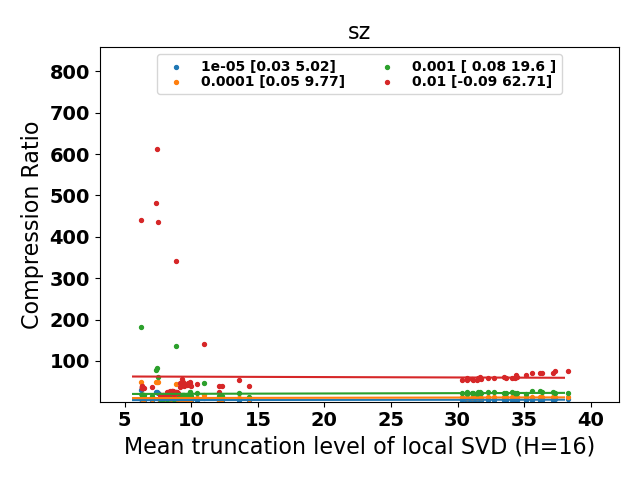 sz
1e-05 [0.03 5.02]
0.0001 [0.05 9.77]
0.001 [ 0.08 19.6 ]
0.01 [-0.09 62.71]
Compression Ratio
800
700
600
500
400
300
200
100
5 10 15 20 25 30 35 40
Mean truncation level of local SVD (H=16)